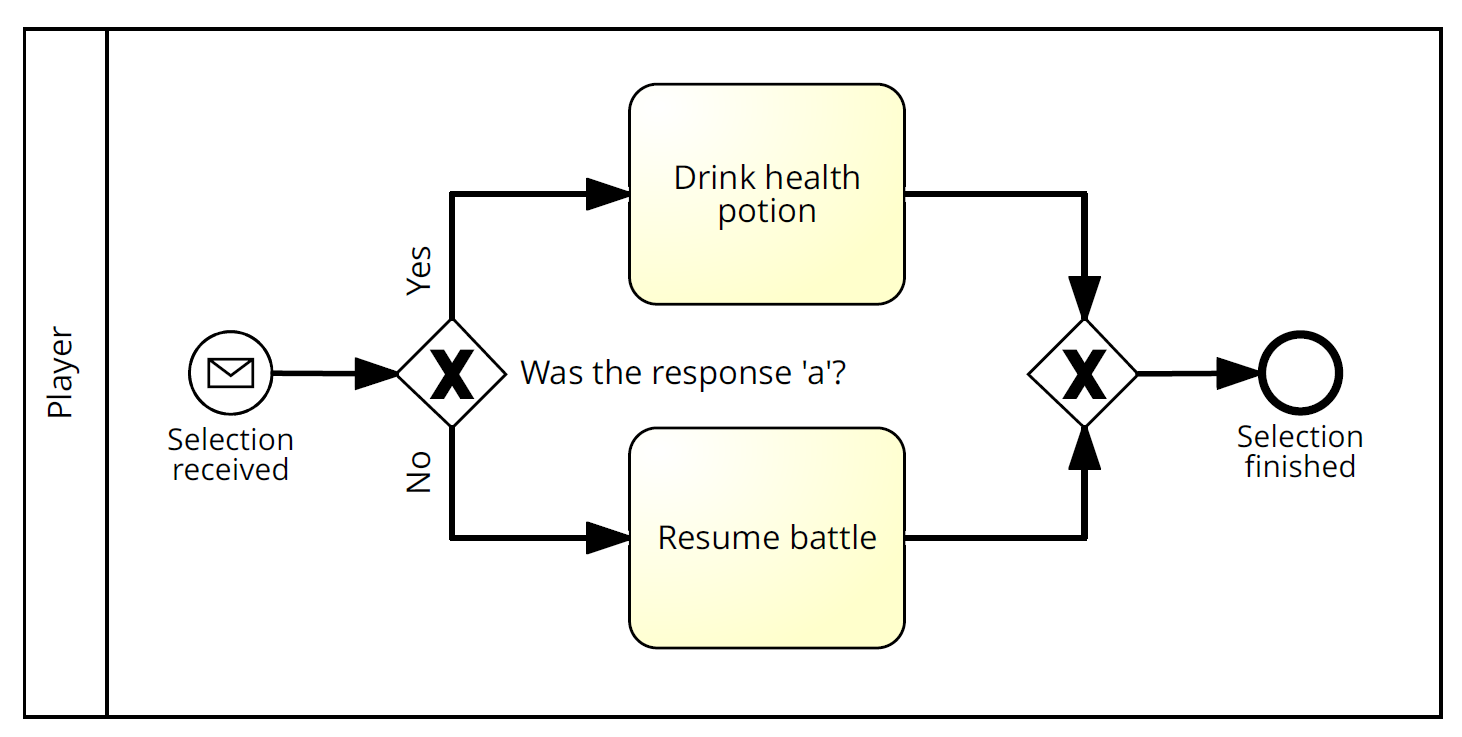 Player
Selection
received
Yes
No
Was the response 'a'?
Drink health
potion
Resume battle
Selection
finished